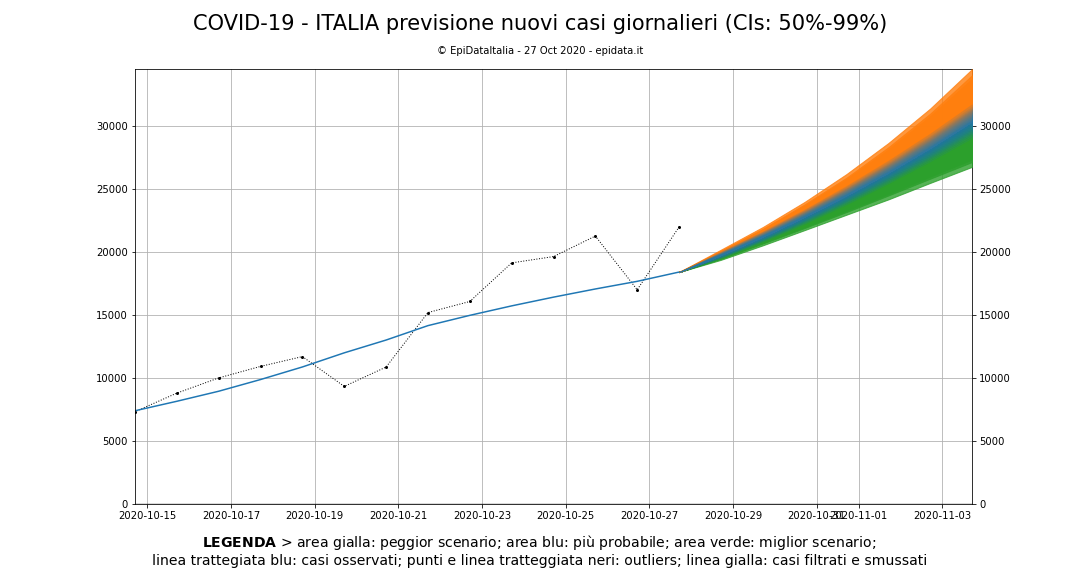 COVID-19 - ITALIA previsione nuovi casi giornalieri (CIs: 50%-99%)
© EpiDataItalia - 27 Oct 2020 - epidata.it
30000 30000
25000 25000
20000 20000
15000 15000
10000 10000
5000 5000
0 0
2020-10-15 2020-10-17 2020-10-19 2020-10-21 2020-10-23 2020-10-25 2020-10-27 2020-10-29 2020-10-31 2020-11-01 2020-11-03
LEGENDA > area gialla: peggior scenario; area blu: più probabile; area verde: miglior scenario;
linea trattegiata blu: casi osservati; punti e linea tratteggiata neri: outliers; linea gialla: casi filtrati e smussati